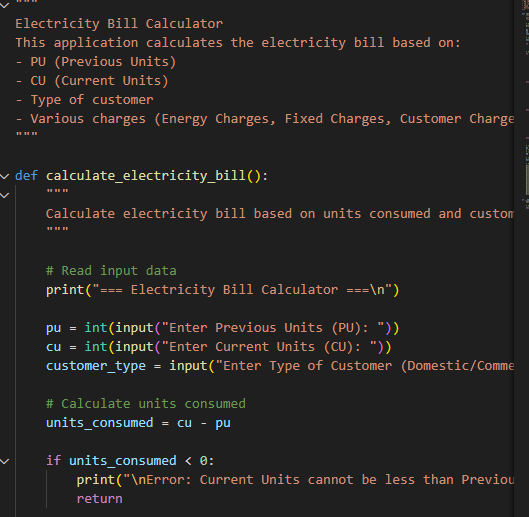 """
Electricity Bill Calculator
This application calculates the electricity bill based on:
- PU (Previous Units)
- CU (Current Units)
- Type of customer
- Various charges (Energy Charges, Fixed Charges, Customer Charge
"""
def calculate_electricity_bill():
"""
Calculate electricity bill based on units consumed and custom
"""
# Read input data
print("=== Electricity Bill Calculator ===\n")
pu = int(input("Enter Previous Units (PU): "))
cu = int(input("Enter Current Units (CU): "))
customer_type = input("Enter Type of Customer (Domestic/Comme
# Calculate units consumed
units_consumed = cu - pu
if units_consumed < 0:
print("\nError: Current Units cannot be less than Previou
return